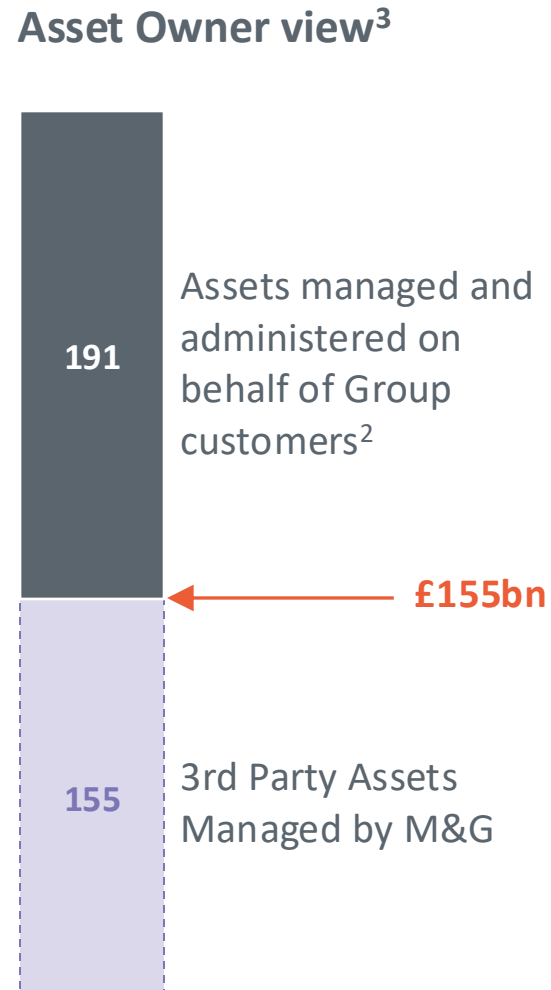 Asset Owner view³
191
Assets managed and
administered on
behalf of Group
customers²
£155bn
155
3rd Party Assets
Managed by M&G